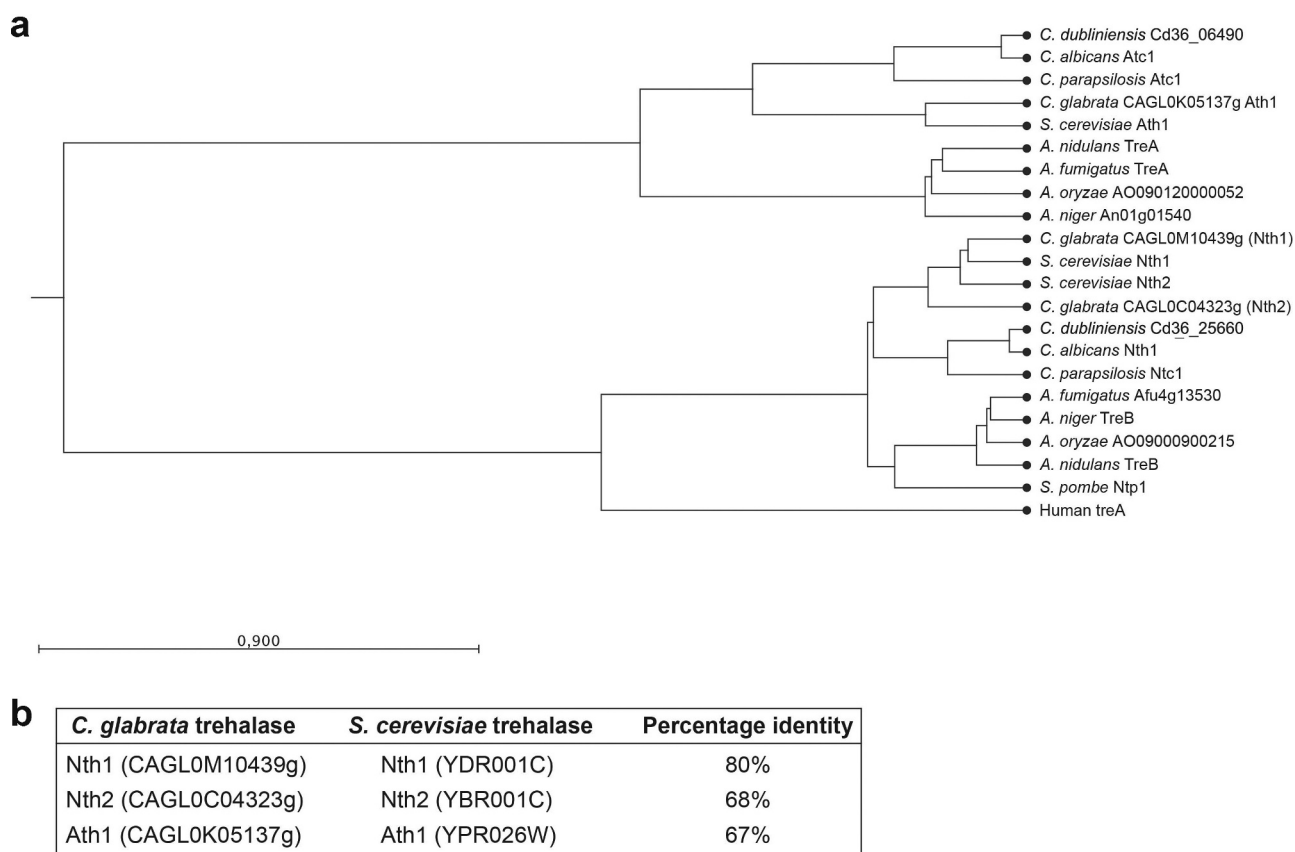 a
C. dubliniensis Cd36_06490
C. albicans Atc1
C. parapsilosis Atc1
C. glabrata CAGL0K05137g Ath1
S. cerevisiae Ath1
A. nidulans TreA
A. fumigatus TreA
A. oryzae AO090120000052
A. niger An01g01540
C. glabrata CAGL0M10439g (Nth1)
S. cerevisiae Nth1
S. cerevisiae Nth2
C. glabrata CAGL0C04323g (Nth2)
C. dubliniensis Cd36_25660
C. albicans Nth1
C. parapsilosis Ntc1
A. fumigatus Afu4g13530
A. niger TreB
A. oryzae AO09000900215
A. nidulans TreB
S. pombe Ntp1
Human treA
0,900
b
C. glabrata trehalase S. cerevisiae trehalase Percentage identity
Nth1 (CAGL0M10439g) Nth1 (YDR001C) 80%
Nth2 (CAGL0C04323g) Nth2 (YBR001C) 68%
Ath1 (CAGL0K05137g) Ath1 (YPR026W) 67%